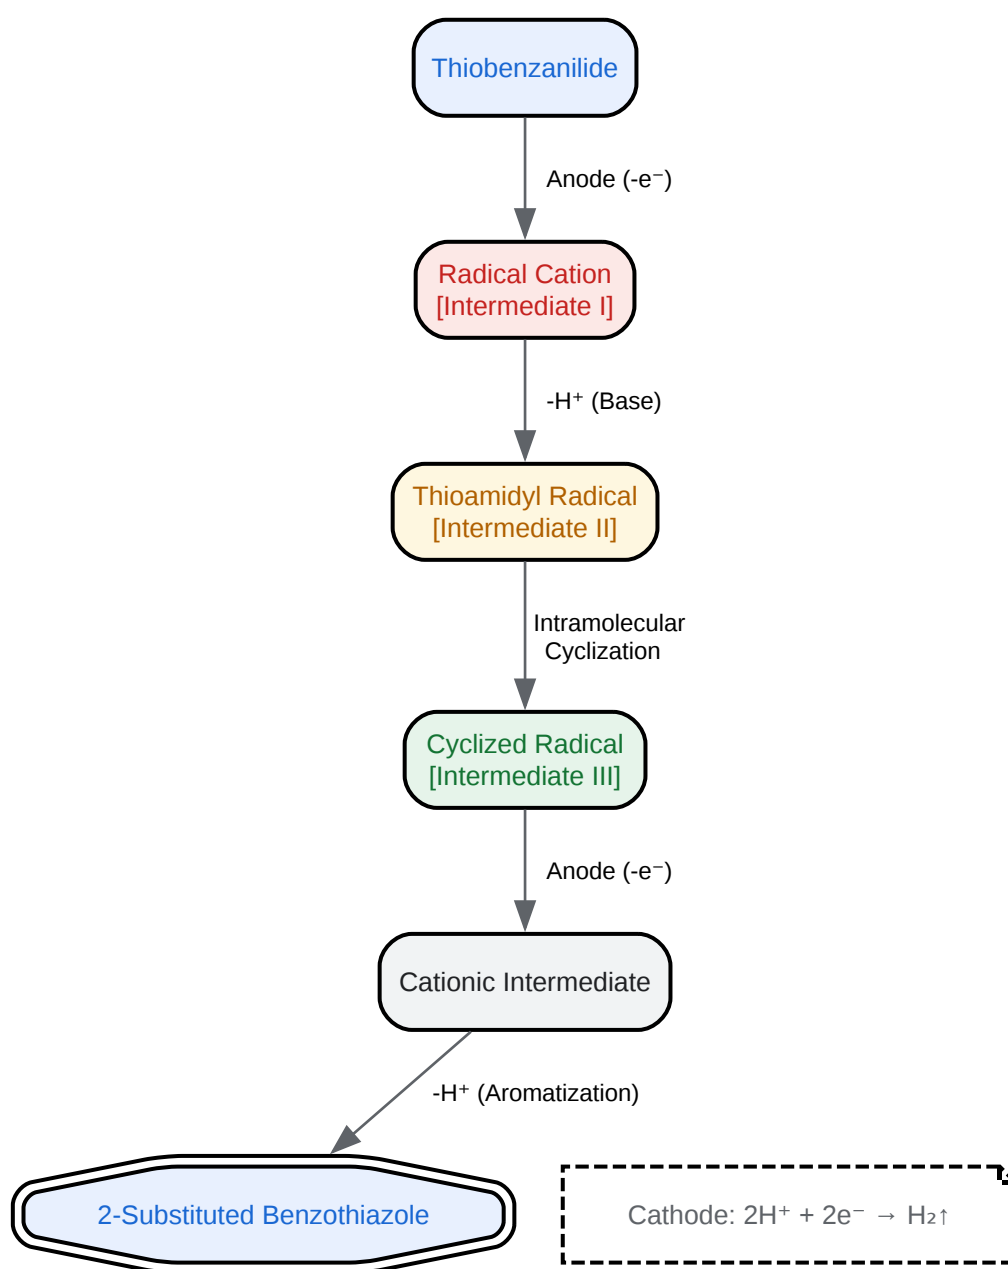 Thiobenzanilide
Anode (-e⁻)
Radical Cation
[Intermediate I]
-H⁺ (Base)
Thioamidyl Radical
[Intermediate II]
Intramolecular
Cyclization
Cyclized Radical
[Intermediate III]
Anode (-e⁻)
Cationic Intermediate
-H⁺ (Aromatization)
2-Substituted Benzothiazole
Cathode: 2H⁺ + 2e⁻ → H₂↑